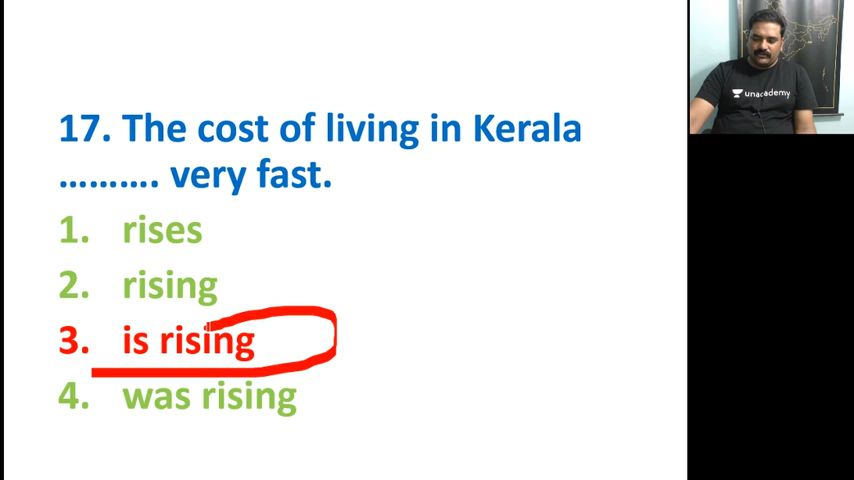 17. The cost of living in Kerala
………. very fast.
1. rises
2. rising
3. is rising
4. was rising
unacademy